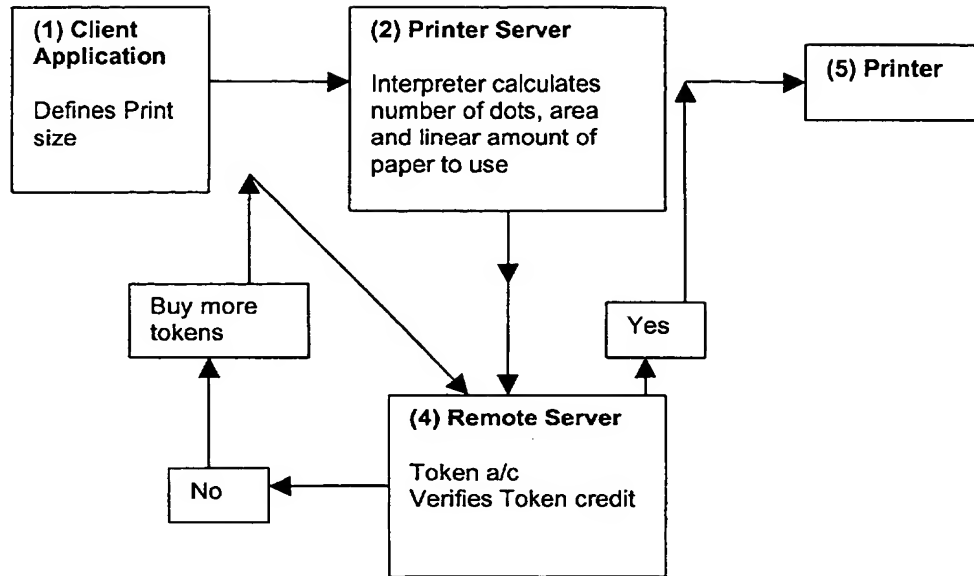 (1) Client
Application
Defines Print
size
(2) Printer Server
Interpreter calculates
number of dots, area
and linear amount of
paper to use
(5) Printer
Buy more
tokens
Yes
No
(4) Remote Server
Token a/c
Verifies Token credit